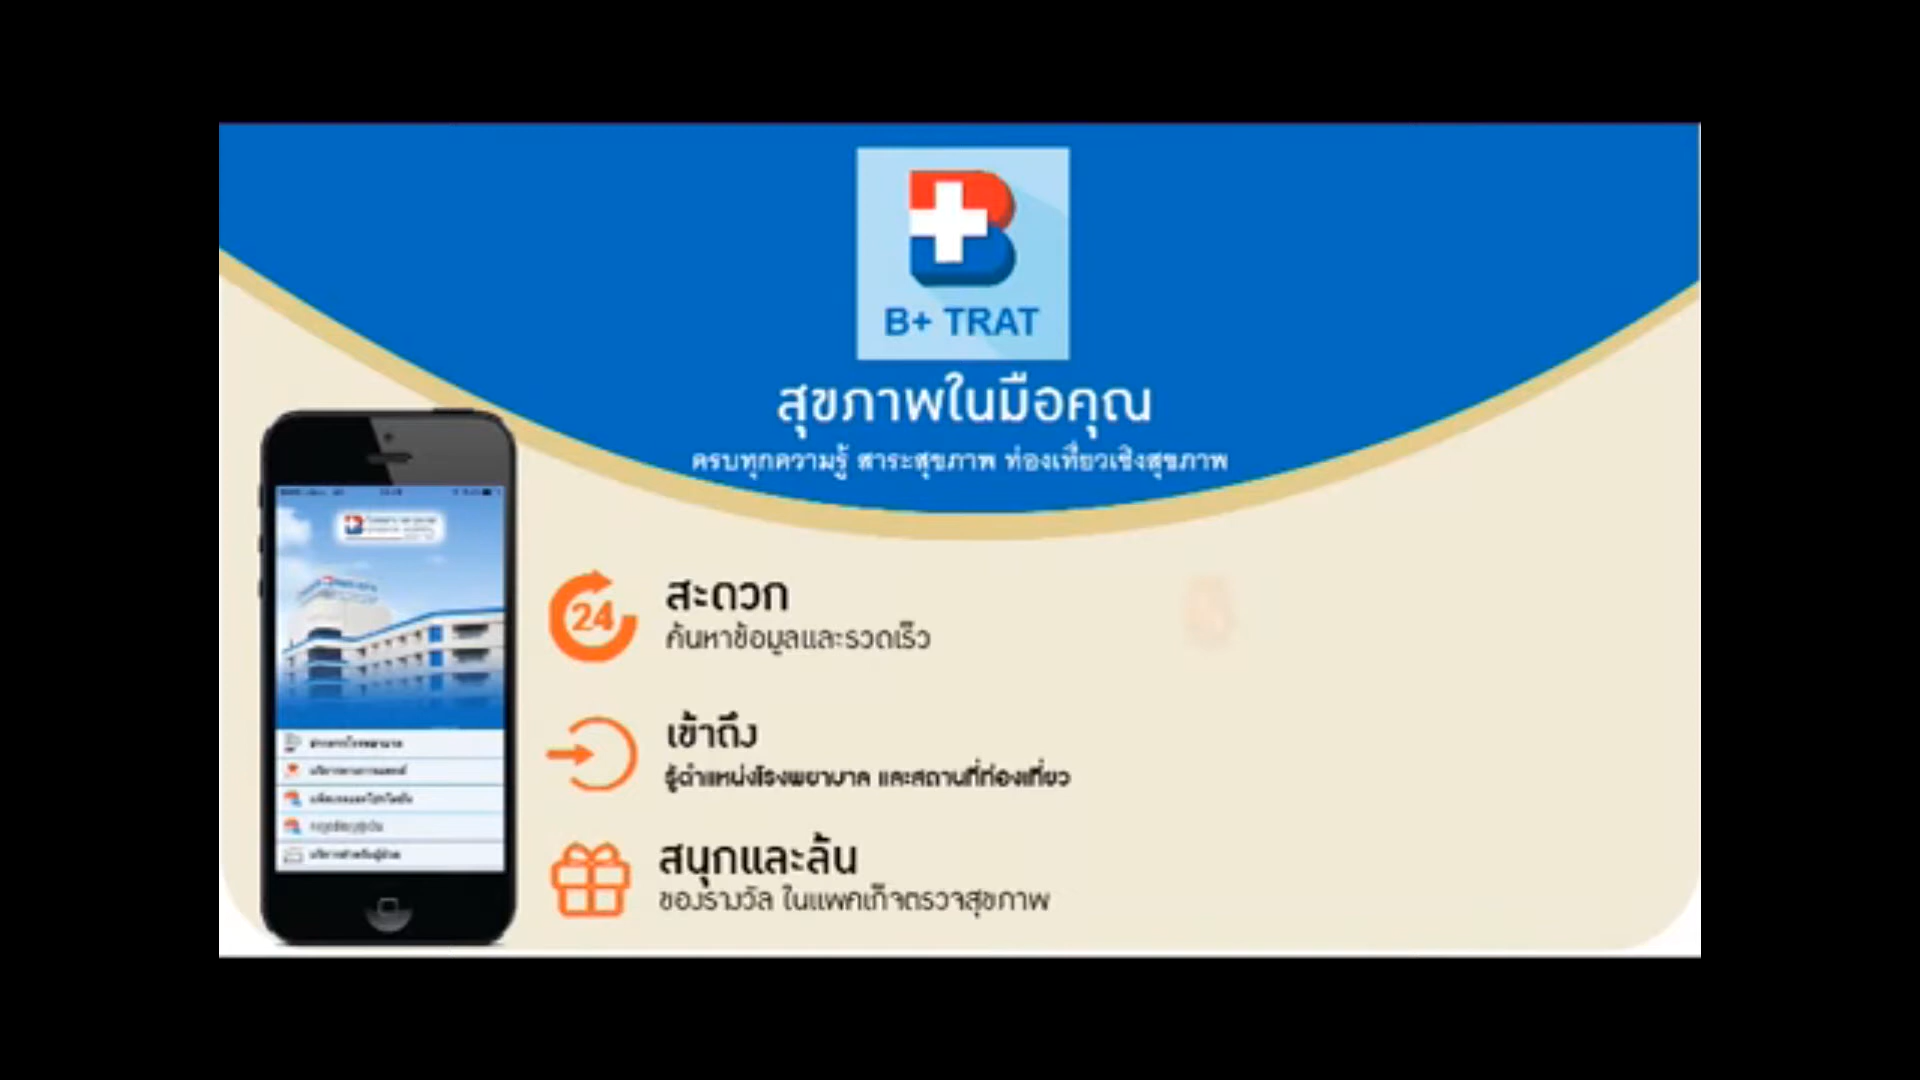 B+ TRAT
สุขภาพในมือคุณ
ครบทุกความรู้ สาระสุขภาพ ท่องเที่ยวเชิงสุขภาพ
24
สะดวก
ค้นหาข้อมูลและรวดเร็ว
เข้าถึง
รู้ตำแหน่งโรงพยาบาล และสถานที่ท่องเที่ยว
สนุกและลุ้น
ของรางวัล ในแพคเก็จตรวจสุขภาพ